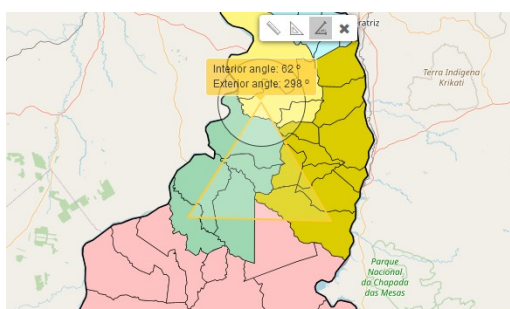 ratriz
Interior angle: 62 º
Exterior angle: 298 º
Terra Indígena
Krikati
Parque
Nacional
da Chapada
das Mesas